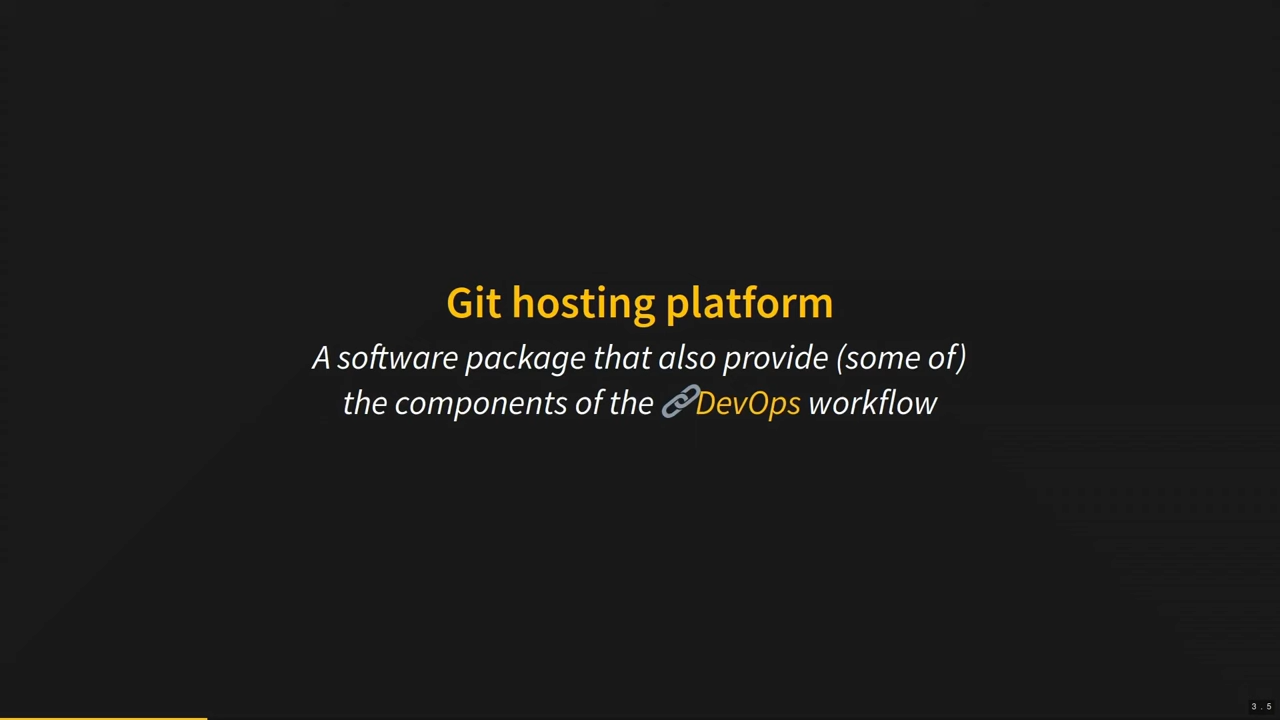 Git hosting platform
A software package that also provide (some of)
the components of the 🔗DevOps workflow
3 . 5